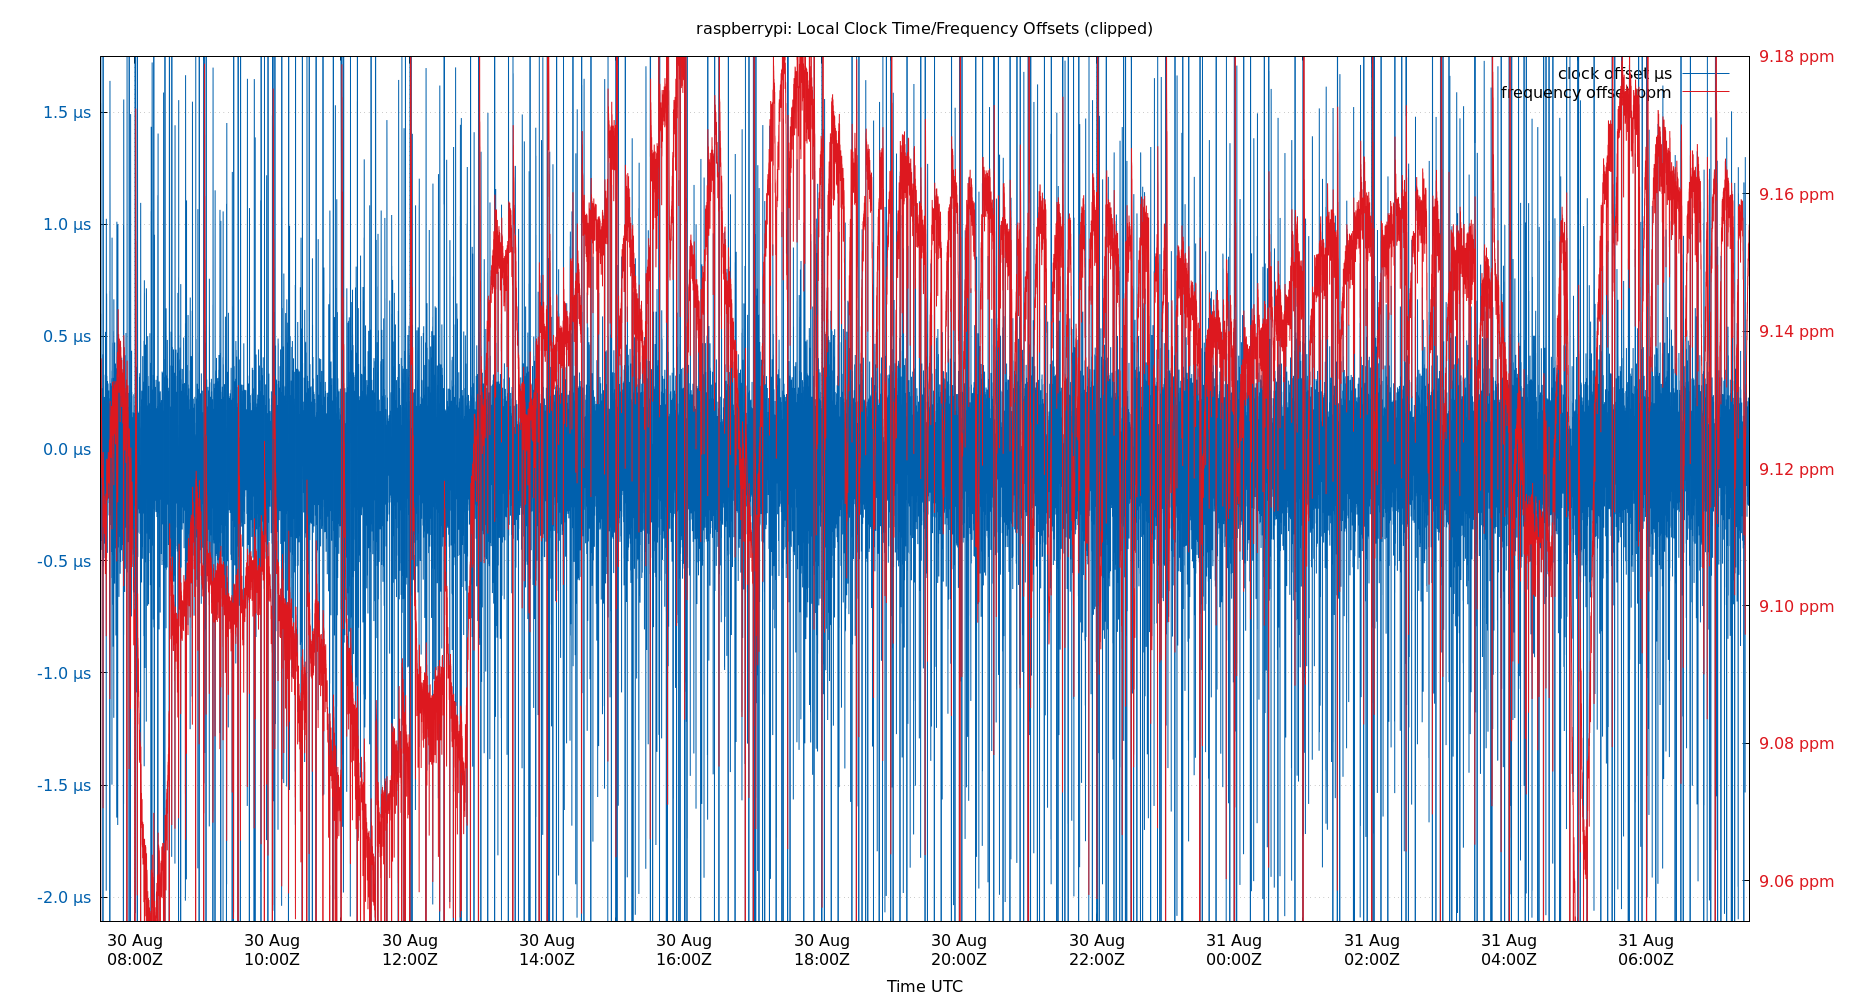 raspberrypi: Local Clock Time/Frequency Offsets (clipped)
9.18 ppm
clock offset µs
frequency offset ppm
1.5 µs
9.16 ppm
1.0 µs
0.5 µs
9.14 ppm
0.0 µs
9.12 ppm
-0.5 µs
9.10 ppm
-1.0 µs
9.08 ppm
-1.5 µs
9.06 ppm
-2.0 µs
30 Aug 30 Aug 30 Aug 30 Aug 30 Aug 30 Aug 30 Aug 30 Aug 31 Aug 31 Aug 31 Aug 31 Aug
08:00Z 10:00Z 12:00Z 14:00Z 16:00Z 18:00Z 20:00Z 22:00Z 00:00Z 02:00Z 04:00Z 06:00Z
Time UTC